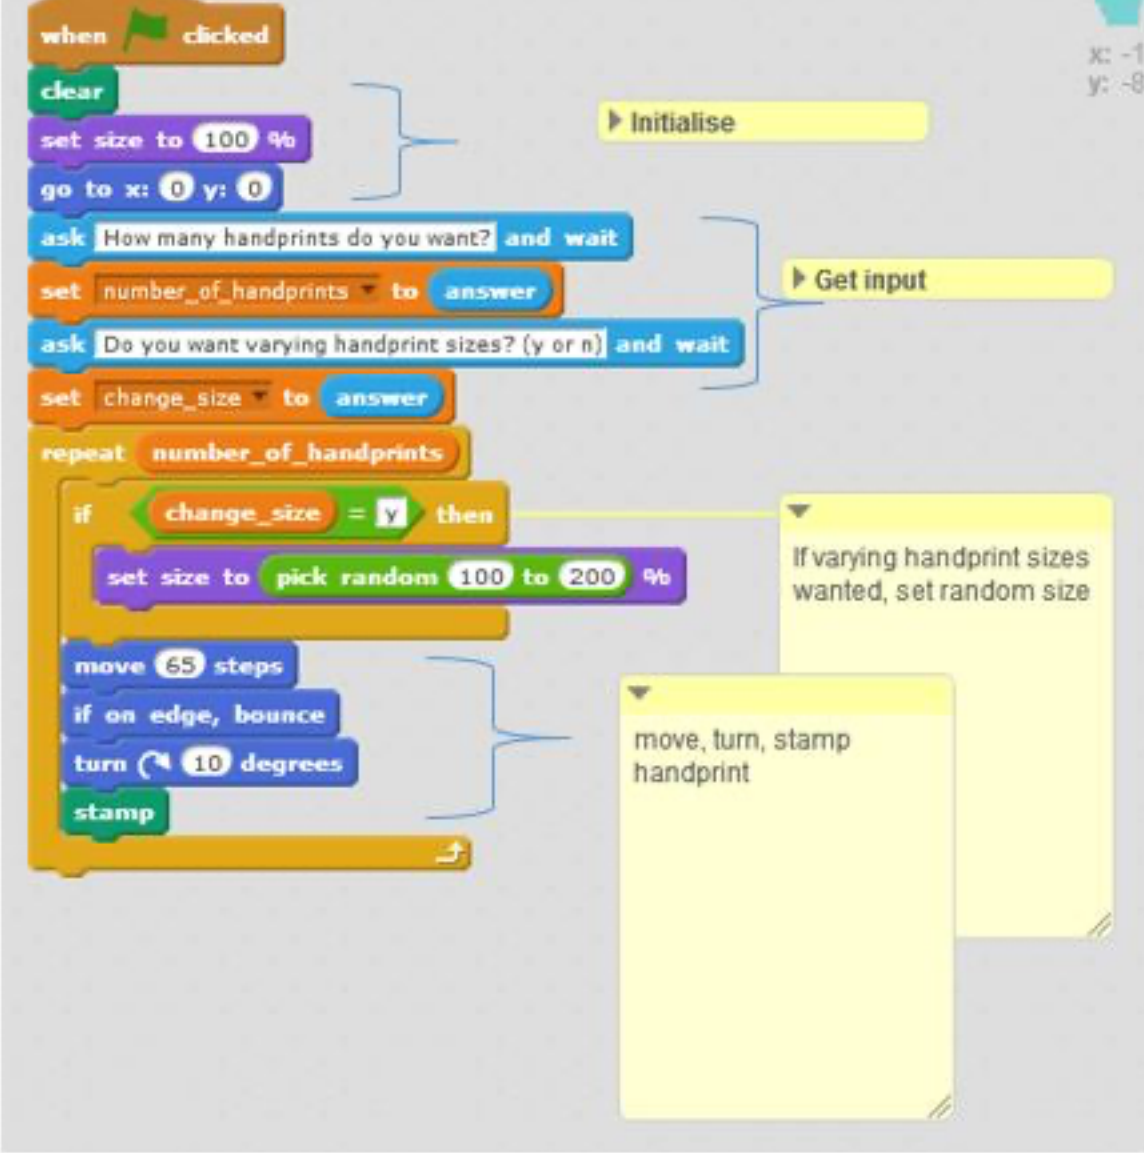 when clicked
clear
set size to 100 %
go to x: 0 y: 0
ask How many handprints do you want? and wait
set number_of_handprints to answer
ask Do you want varying handprint sizes? (y or n) and wait
set change_size to answer
repeat number_of_handprints
if change_size = y then
set size to pick random 100 to 200 %
move 65 steps
if on edge, bounce
turn 10 degrees
stamp
x: -1
y: -8
Initialise
Get input
If varying handprint sizes
wanted, set random size
move, turn, stamp
handprint